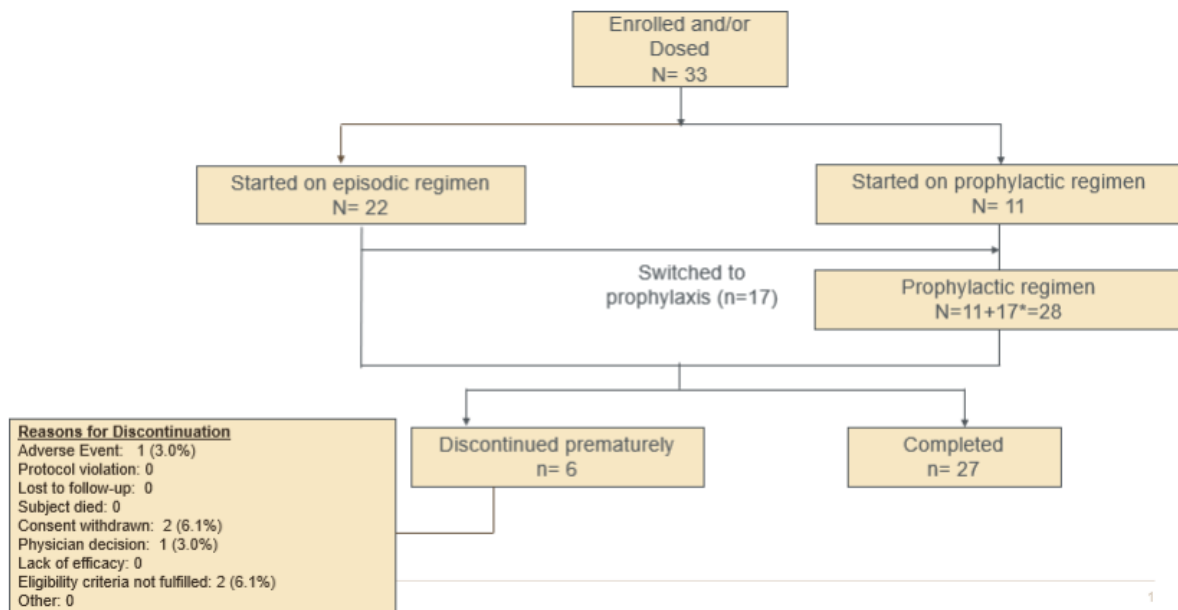 Enrolled and/or
Dosed
N= 33
Started on episodic regimen
N= 22
Started on prophylactic regimen
N= 11
Switched to
prophylaxis (n=17)
Prophylactic regimen
N=11+17*=28
Discontinued prematurely
n= 6
Completed
n= 27
Reasons for Discontinuation
Adverse Event: 1 (3.0%)
Protocol violation: 0
Lost to follow-up: 0
Subject died: 0
Consent withdrawn: 2 (6.1%)
Physician decision: 1 (3.0%)
Lack of efficacy: 0
Eligibility criteria not fulfilled: 2 (6.1%)
Other: 0
1